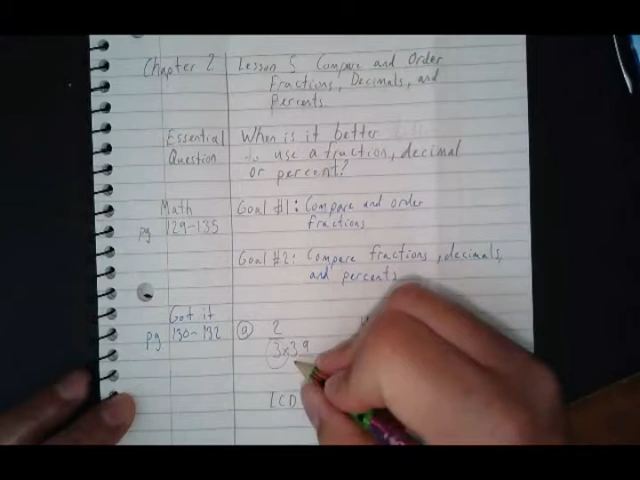 Chapter 2
Lesson 5 Compare and Order
Fractions, Decimals, and
Percents.
Essential
Question
When is it better
to use a fraction, decimal
or percent?
Math
pg 129-135
Goal #1: Compare and order
fractions
Goal #2: Compare fractions, decimals,
and percents
Got it
pg 130-132
a 2
3x3 9
LCD